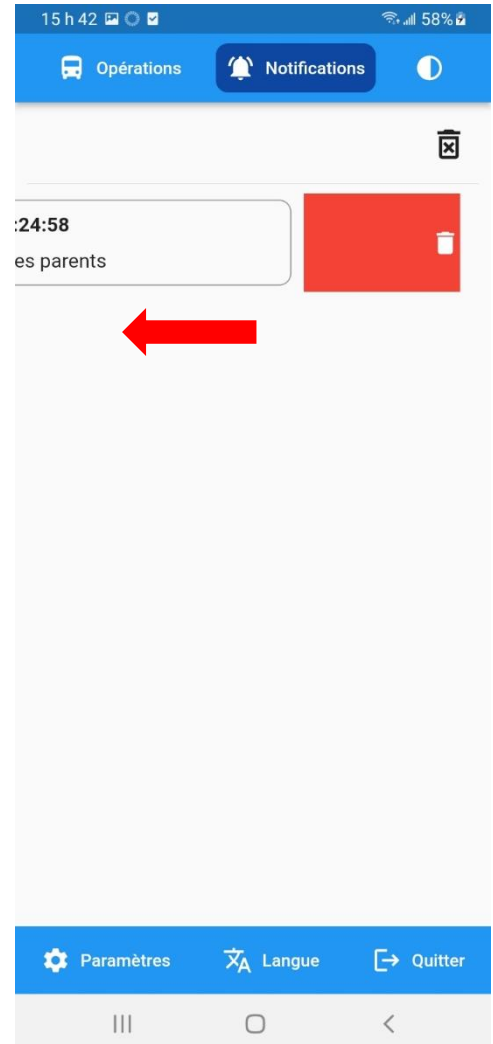 15 h 42 58%
Opérations Notifications
:24:58
es parents
Paramètres Langue Quitter